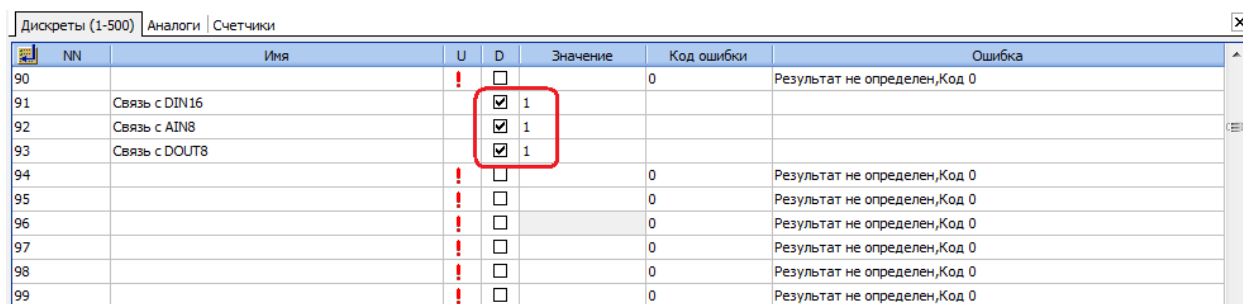 Дискреты (1-500) Аналоги Счетчики
NN Имя U D Значение Код ошибки Ошибка
90 ! 0 Результат не определен,Код 0
91 Связь с DIN16 1
92 Связь с AIN8 1
93 Связь с DOUT8 1
94 ! 0 Результат не определен,Код 0
95 ! 0 Результат не определен,Код 0
96 ! 0 Результат не определен,Код 0
97 ! 0 Результат не определен,Код 0
98 ! 0 Результат не определен,Код 0
99 ! 0 Результат не определен,Код 0